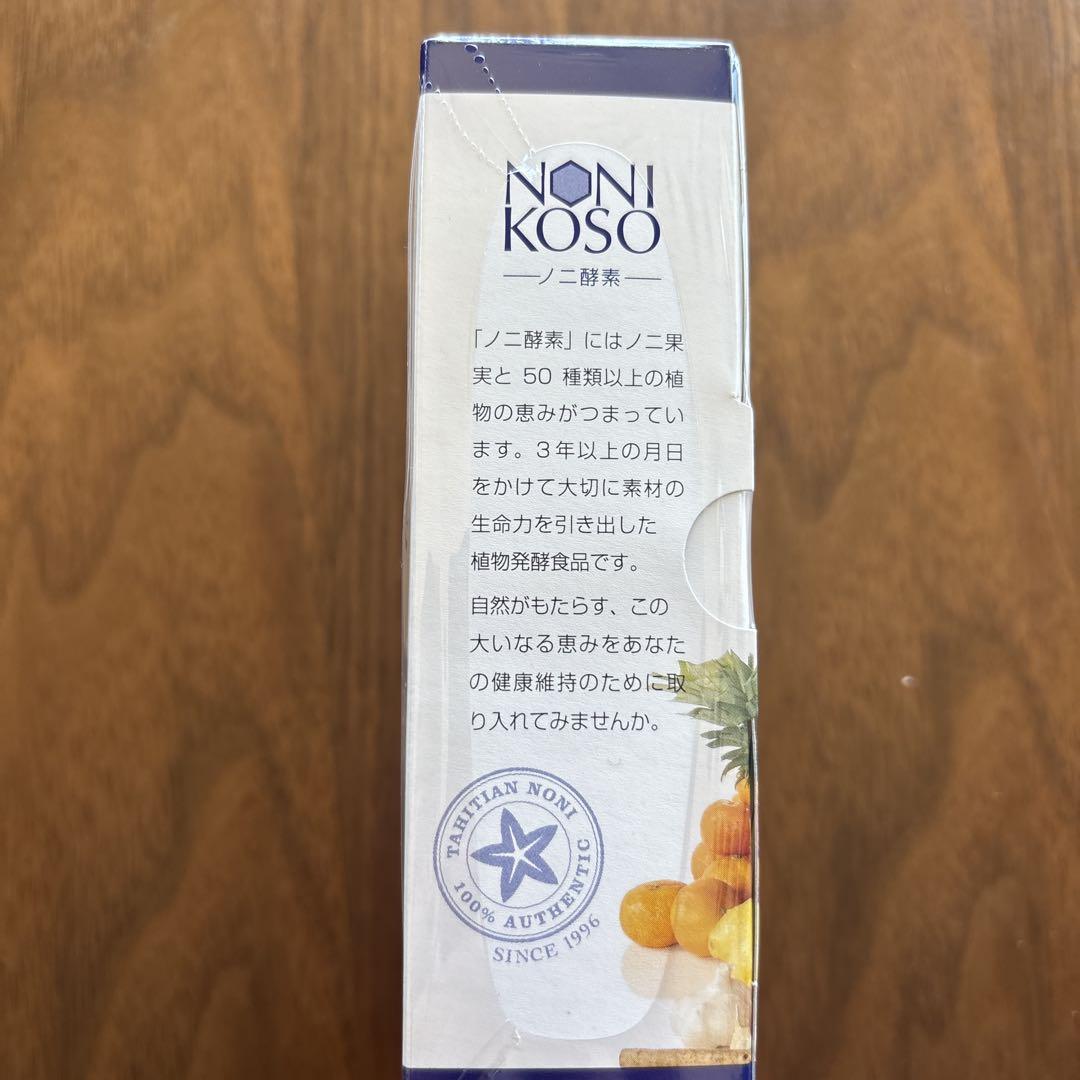 NONI
KOSO
ノニ酵素
「ノニ酵素」にはノニ果
実と 50 種類以上の植
物の恵みがつまってい
ます。3年以上の月日
をかけて大切に素材の
生命力を引き出した
植物発酵食品です。
自然がもたらす、この
大いなる恵みをあなた
の健康維持のために取
り入れてみませんか。
TAHITIAN NONI
100% AUTHENTIC
SINCE 1996